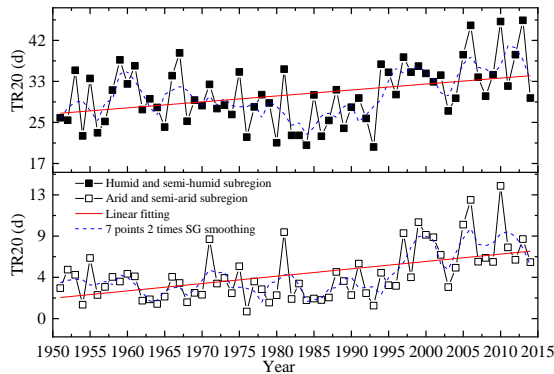 42
33
25
17
TR20 (d)
Humid and semi-humid subregion
Arid and semi-arid subregion
Linear fitting
7 points 2 times SG smoothing
13
9
4
0
TR20 (d)
1950 1955 1960 1965 1970 1975 1980 1985 1990 1995 2000 2005 2010 2015
Year